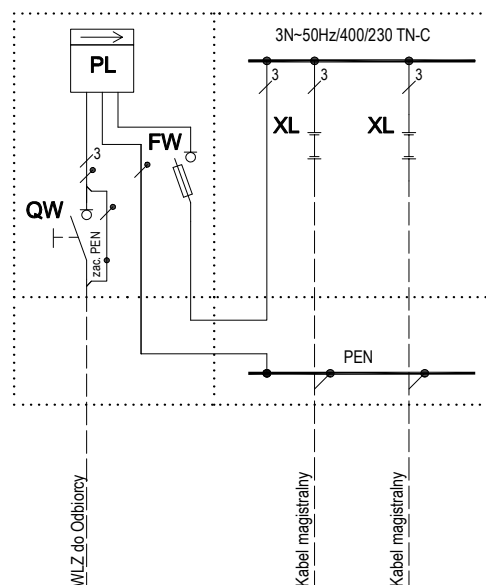 3N~50Hz/400/230 TN-C
PL
3
3
3
FW
XL
XL
3
QW
zac. PEN
PEN
WLZ do Odbiorcy
Kabel magistralny
Kabel magistralny